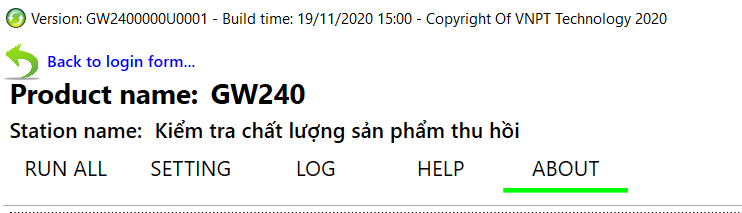 Version: GW2400000U0001 - Build time: 19/11/2020 15:00 - Copyright Of VNPT Technology 2020
Back to login form...
Product name: GW240
Station name: Kiểm tra chất lượng sản phẩm thu hồi
RUN ALL SETTING LOG HELP ABOUT